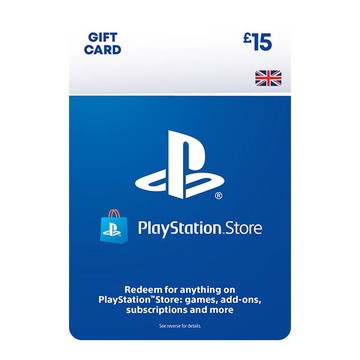 GIFT
CARD
£15
PlayStation.Store
Redeem for anything on
PlayStation™Store: games, add-ons,
subscriptions and more
See reverse for details.